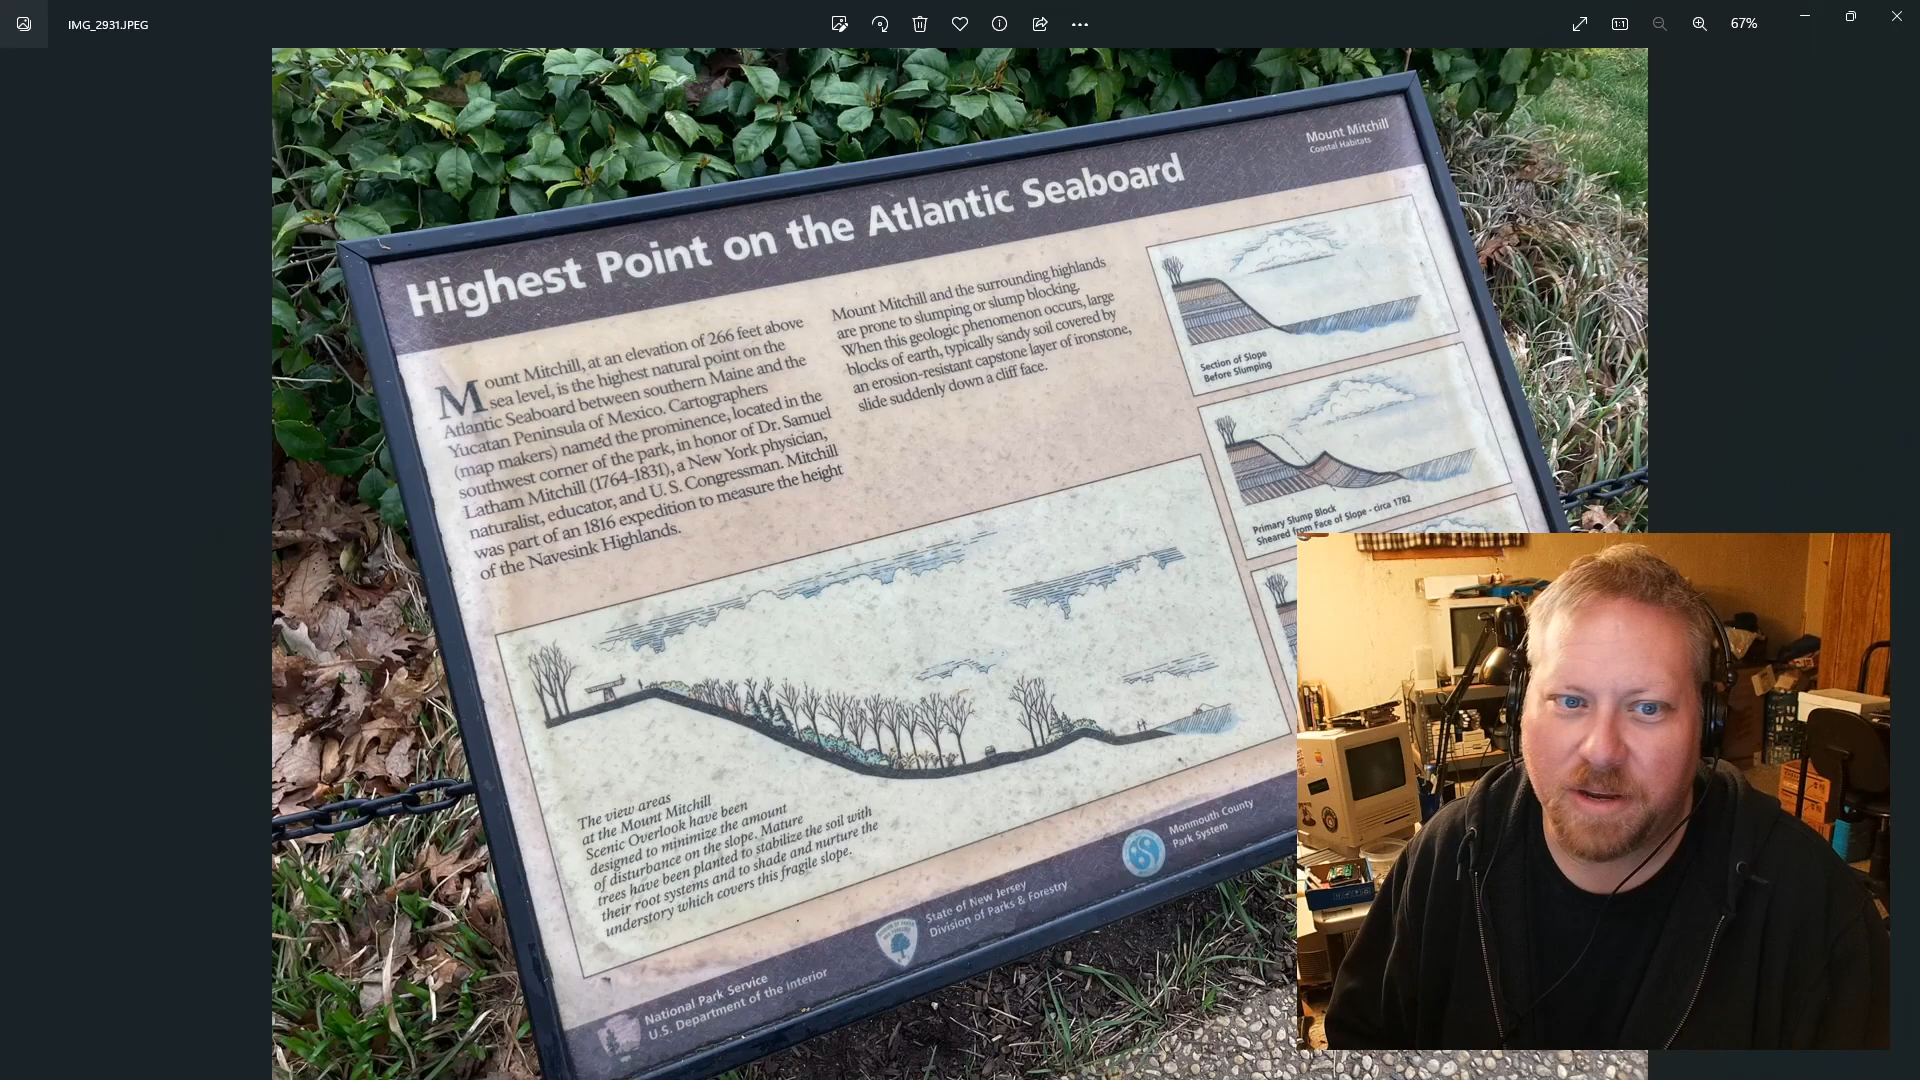 IMG_2931.JPEG
67%
Mount Mitchill
Coastal Habitats
Highest Point on the Atlantic Seaboard
Mount Mitchill, at an elevation of 266 feet above
sea level, is the highest natural point on the
Atlantic Seaboard between southern Maine and the
Yucatan Peninsula of Mexico. Cartographers
(map makers) named the prominence, located in the
southwest corner of the park, in honor of Dr. Samuel
Latham Mitchill (1764-1831), a New York physician,
naturalist, educator, and U. S. Congressman. Mitchill
was part of an 1816 expedition to measure the height
of the Navesink Highlands.
Mount Mitchill and the surrounding highlands
are prone to slumping or slump blocking.
When this geologic phenomenon occurs, large
blocks of earth, typically sandy soil covered by
an erosion-resistant capstone layer of ironstone,
slide suddenly down a cliff face.
Section of Slope
Before Slumping
Primary Slump Block
Sheared from Face of Slope - circa 1782
The view areas
at the Mount Mitchill
Scenic Overlook have been
designed to minimize the amount
of disturbance on the slope. Mature
trees have been planted to stabilize the soil with
their root systems and to shade and nurture the
understory which covers this fragile slope.
National Park Service
U.S. Department of the Interior
State of New Jersey
Division of Parks & Forestry
Monmouth County
Park System